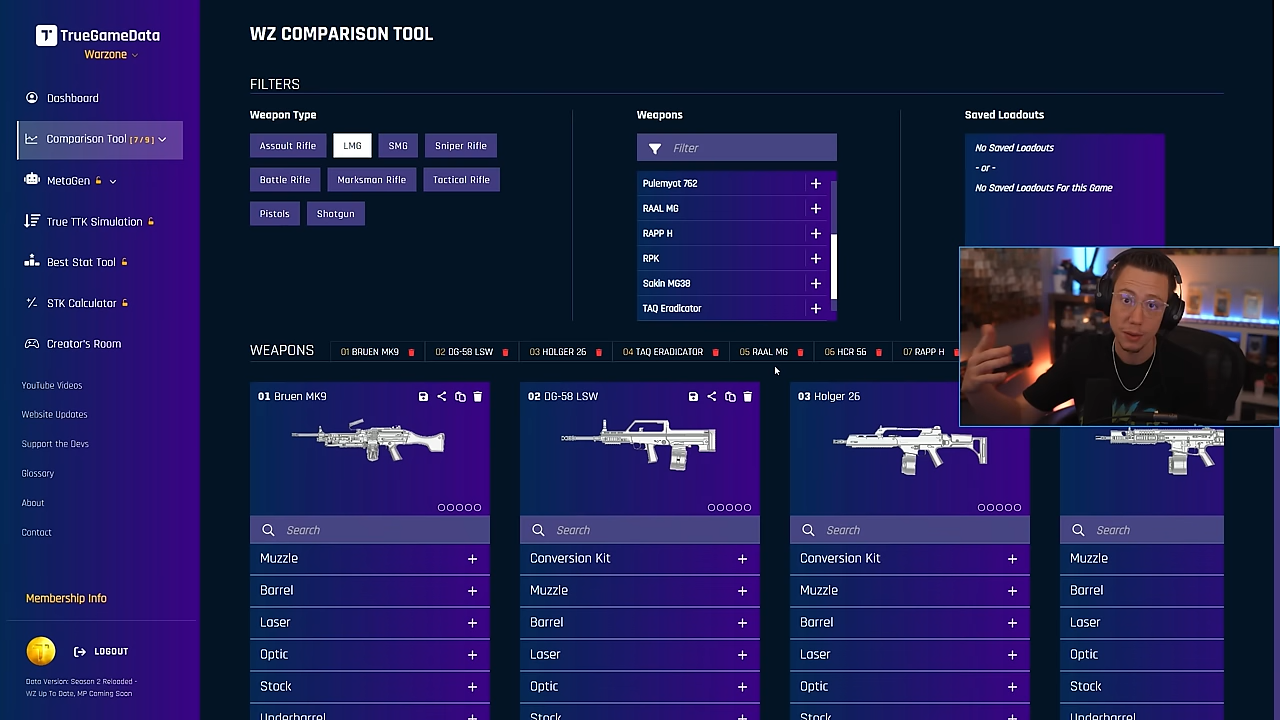 TrueGameData
Warzone
Dashboard
Comparison Tool [7/9]
MetaGen
True TTK Simulation
Best Stat Tool
STK Calculator
Creator's Room
YouTube Videos
Website Updates
Support the Devs
Glossary
About
Contact
Membership Info
LOGOUT
Data Version: Season 2 Reloaded -
WZ Up To Date, MP Coming Soon
WZ COMPARISON TOOL
FILTERS
Weapon Type
Assault Rifle LMG SMG Sniper Rifle
Battle Rifle Marksman Rifle Tactical Rifle
Pistols Shotgun
Weapons
Filter
Pulemyot 762
RAAL MG
RAPP H
RPK
Sakin MG38
TAQ Eradicator
Saved Loadouts
No Saved Loadouts
- or -
No Saved Loadouts For this Game
WEAPONS 01 BRUEN MK9 02 DG-58 LSW 03 HOLGER 26 04 TAQ ERADICATOR 05 RAAL MG 06 HCR 56 07 RAPP H
01 Bruen MK9
Search
Muzzle
Barrel
Laser
Optic
Stock
Underbarrel
02 DG-58 LSW
Search
Conversion Kit
Muzzle
Barrel
Laser
Optic
Stock
03 Holger 26
Search
Conversion Kit
Muzzle
Barrel
Laser
Optic
Stock
Search
Muzzle
Barrel
Laser
Optic
Stock
Underbarrel